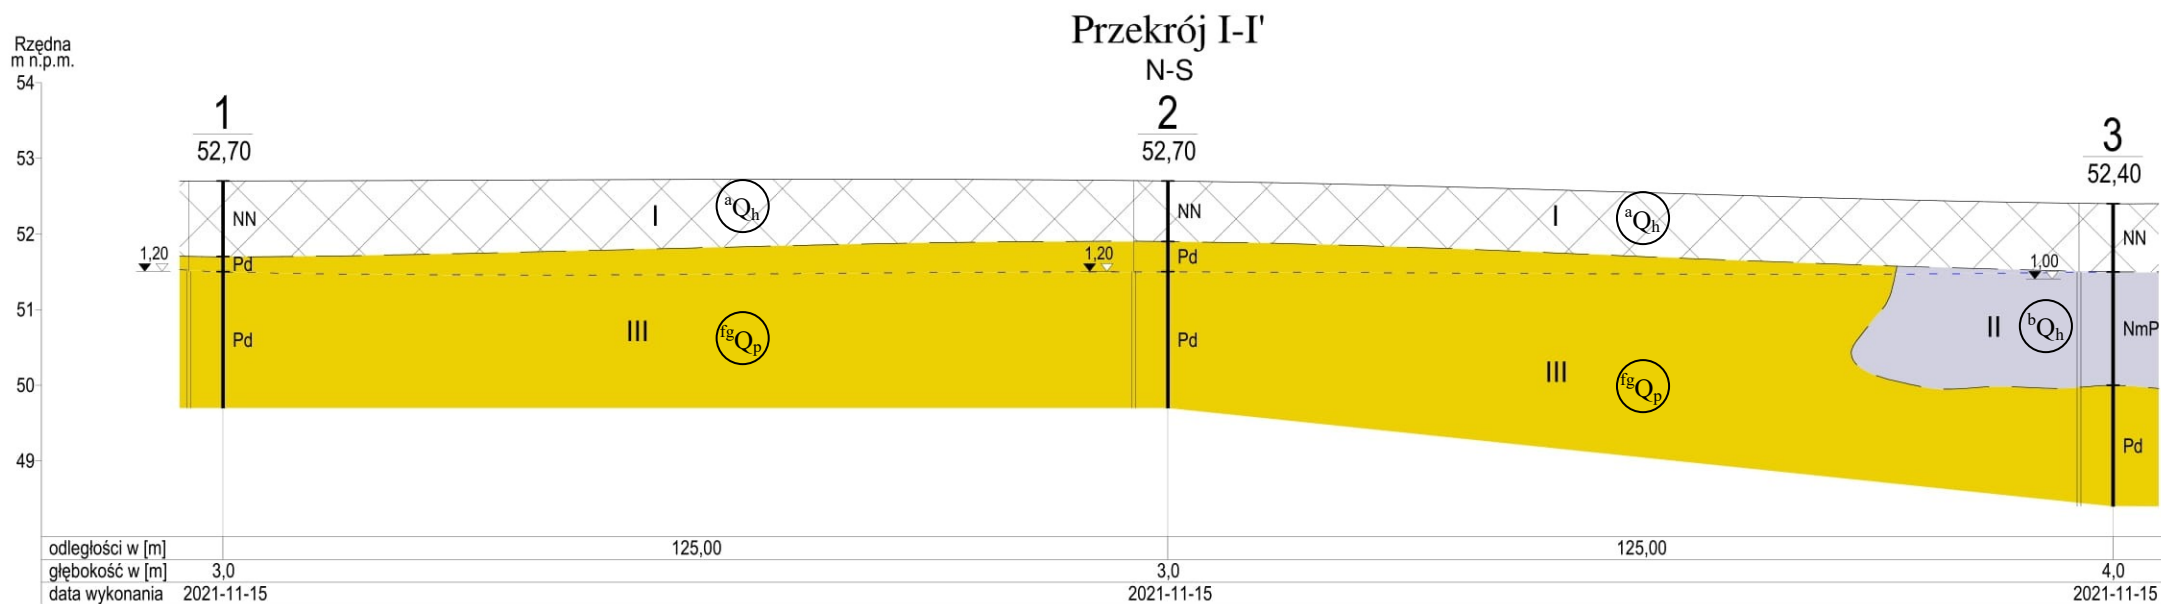 Przekrój I-I'
N-S
Rzędna
m n.p.m.
54
53
52
51
50
49
1
52,70
2
52,70
3
52,40
NN
I
aQh
NN
I
aQh
NN
1,20
Pd
1,20
Pd
1,00
Pd
III
fgQp
Pd
III
fgQp
II
bQh
NmP
Pd
odległości w [m]
125,00
125,00
głębokość w [m]
3,0
3,0
4,0
data wykonania
2021-11-15
2021-11-15
2021-11-15